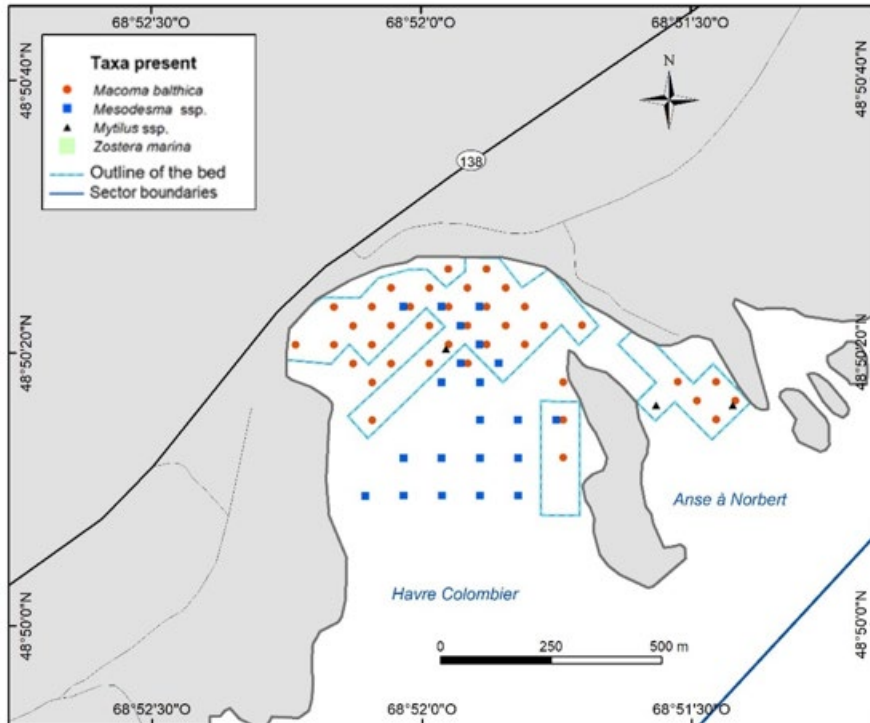 68°52'30"O 68°52'0"O 68°51'30"O
48°50'40"N 48°50'40"N
Taxa present
Macoma balthica
Mesodesma ssp.
Mytilus ssp.
Zostera marina
Outline of the bed
Sector boundaries
N
138
48°50'20"N 48°50'20"N
Anse à Norbert
Havre Colombier
48°50'0"N 48°50'0"N
0 250 500 m
68°52'30"O 68°52'0"O 68°51'30"O